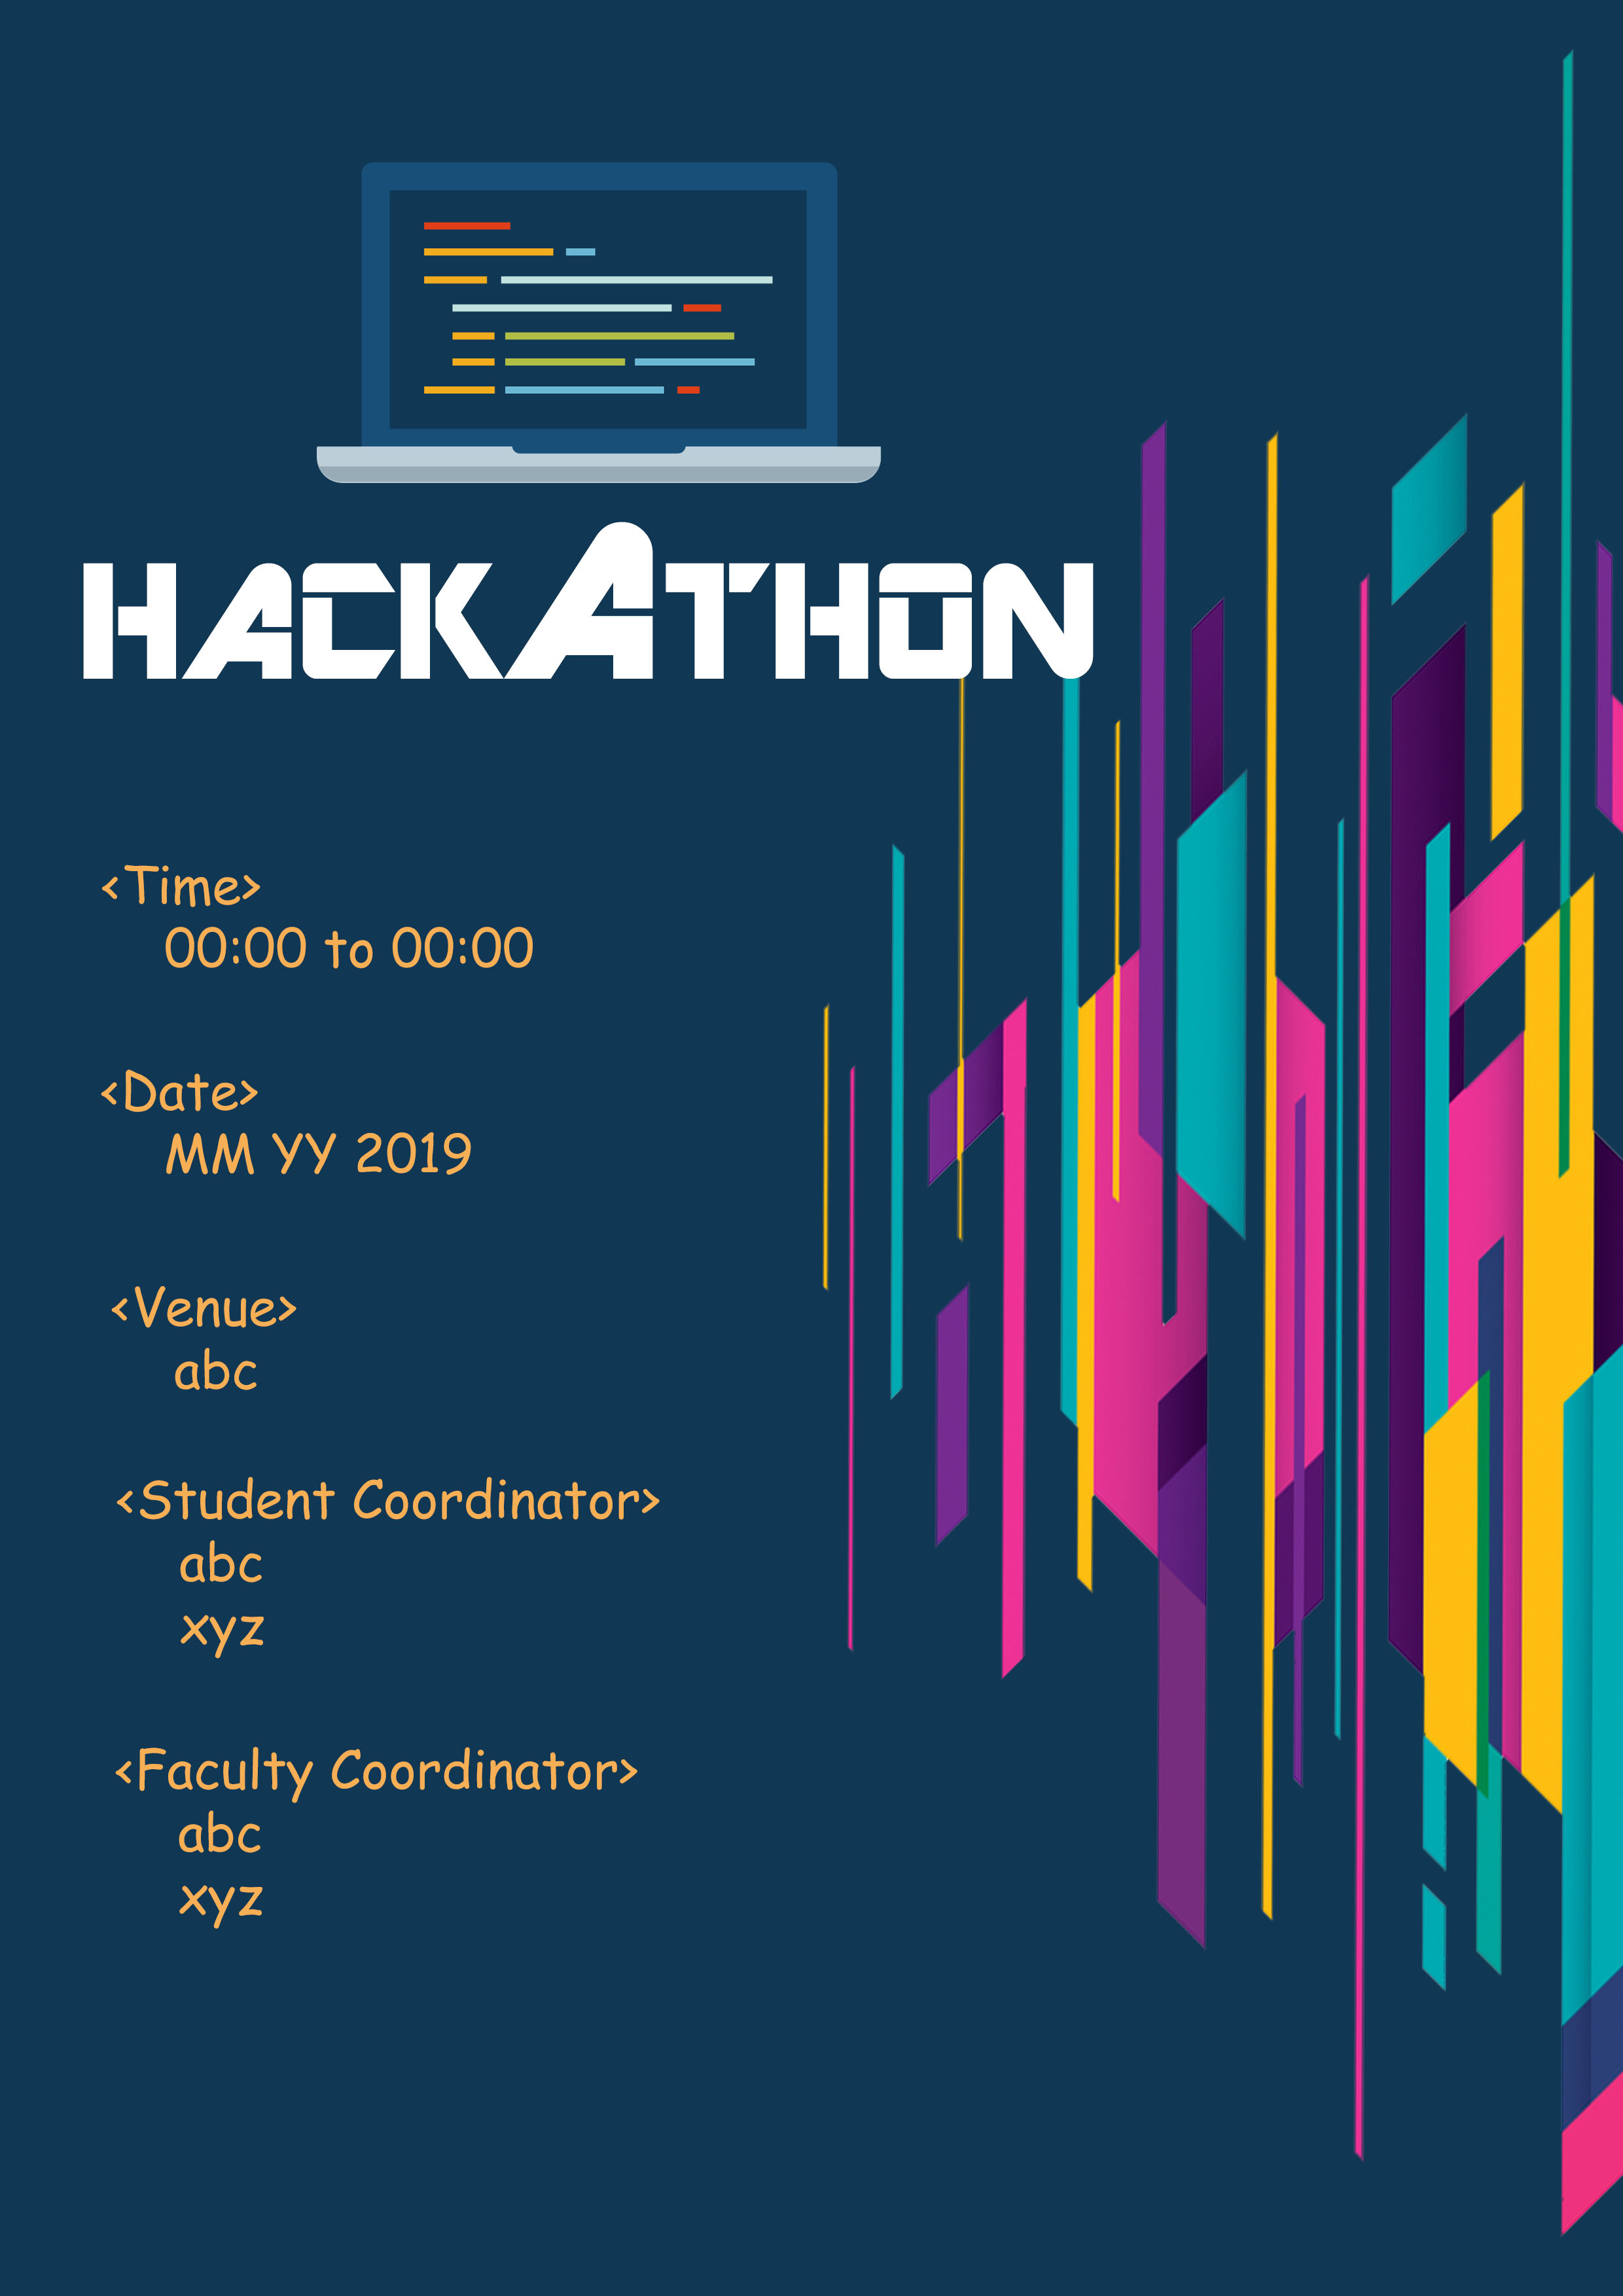 HACKATHON
<Time>
00:00 to 00:00
<Date>
MM YY 2019
<Venue>
abc
<Student Coordinator>
abc
xyz
<Faculty Coordinator>
abc
xyz